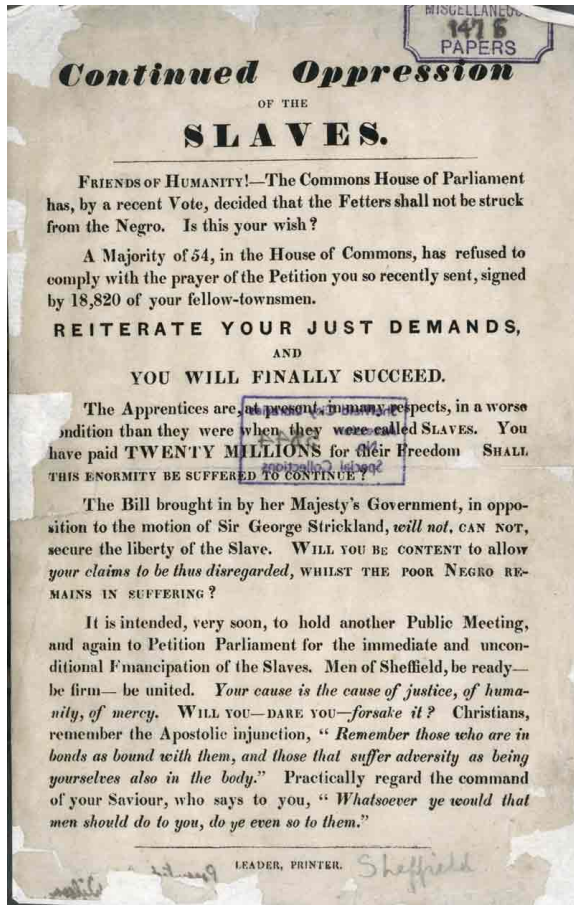 MISCELLANEOUS
147 S
PAPERS
Continued Oppression
OF THE
SLAVES.
FRIENDS OF HUMANITY!—The Commons House of Parliament
has, by a recent Vote, decided that the Fetters shall not be struck
from the Negro. Is this your wish?
A Majority of 54, in the House of Commons, has refused to
comply with the prayer of the Petition you so recently sent, signed
by 18,820 of your fellow-townsmen.
REITERATE YOUR JUST DEMANDS,
AND
YOU WILL FINALLY SUCCEED.
The Apprentices are, at present, in many respects, in a worse
ondition than they were when they were called SLAVES. You
have paid TWENTY MILLIONS for their Freedom SHALL
THIS ENORMITY BE SUFFERED TO CONTINUE?
The Bill brought in by her Majesty's Government, in oppo-
sition to the motion of Sir George Strickland, will not, CAN NOT,
secure the liberty of the Slave. WILL YOU BE CONTENT to allow
your claims to be thus disregarded, WHILST THE POOR NEGRO RE-
MAINS IN SUFFERING?
It is intended, very soon, to hold another Public Meeting,
and again to Petition Parliament for the immediate and uncon-
ditional Emancipation of the Slaves. Men of Sheffield, be ready—
be firm— be united. Your cause is the cause of justice, of huma-
nity, of mercy. WILL YOU—DARE YOU—forsake it? Christians,
remember the Apostolic injunction, "Remember those who are in
bonds as bound with them, and those that suffer adversity as being
yourselves also in the body." Practically regard the command
of your Saviour, who says to you, "Whatsoever ye would that
men should do to you, do ye even so to them."
LEADER, PRINTER.
Sheffield